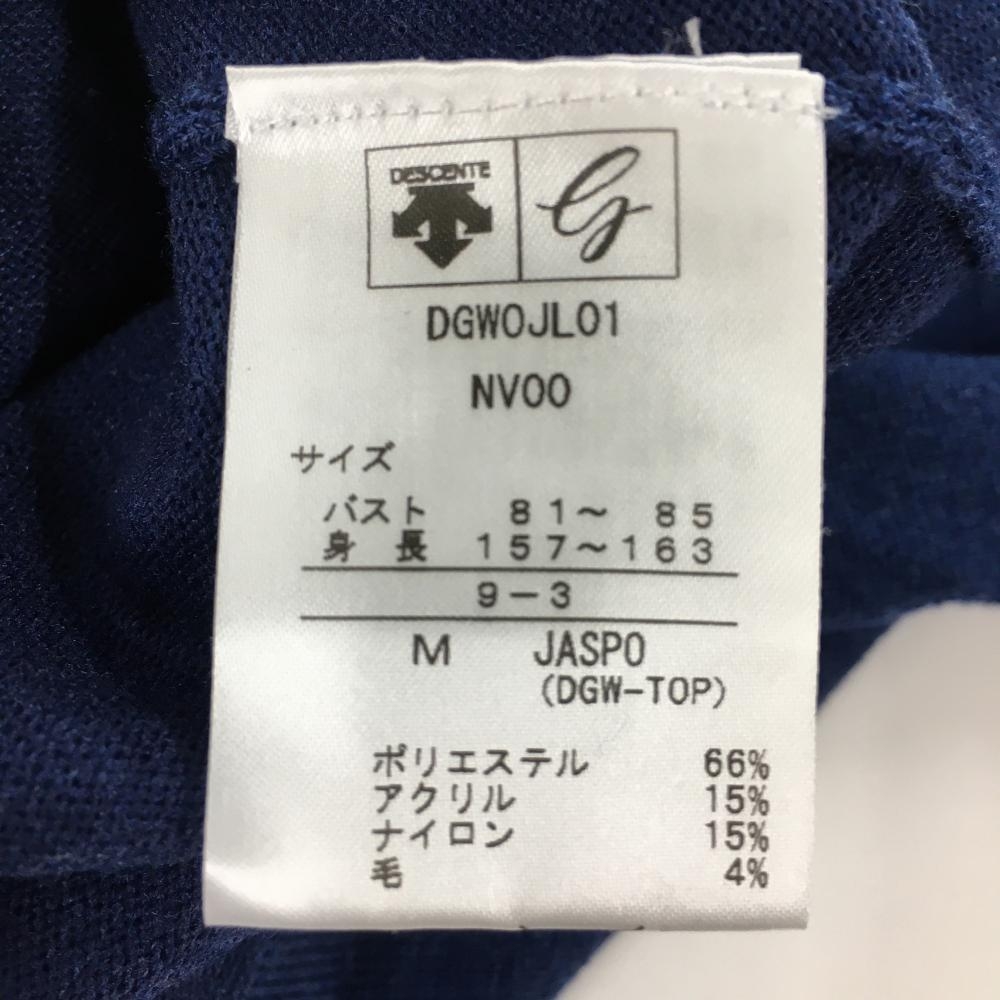 DESCENTE
G
DGWOJL01
NV00
サイズ
バスト 81～ 85
身 長 157～163
9－3
M JASPO
(DGW-TOP)
ポリエステル 66%
アクリル 15%
ナイロン 15%
毛 4%